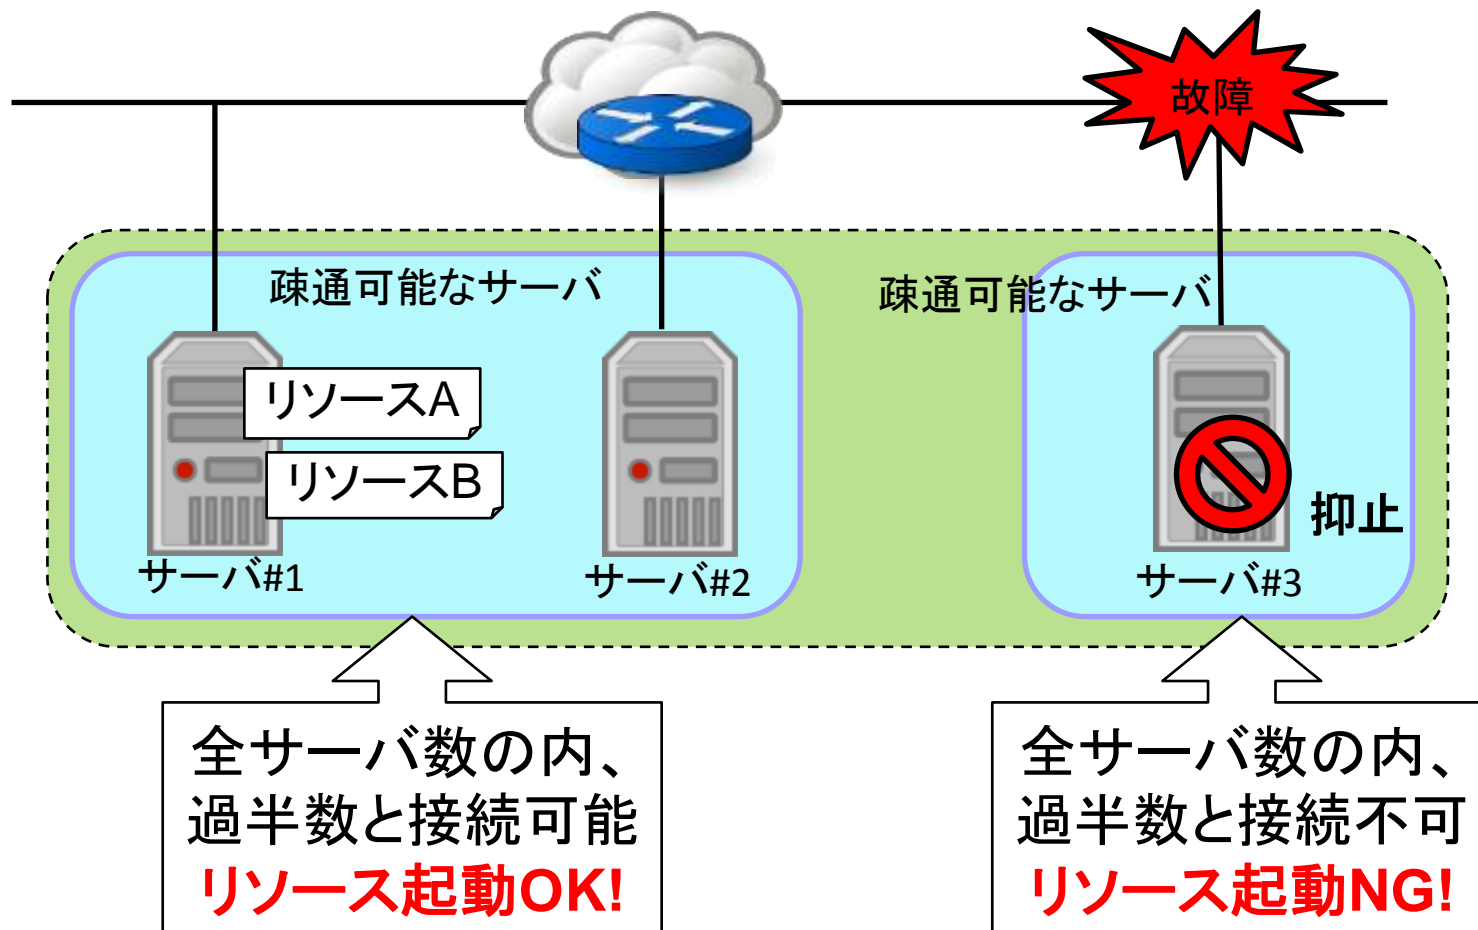 故障
疎通可能なサーバ
疎通可能なサーバ
リソースA
リソースB
抑止
サーバ#1
サーバ#2
サーバ#3
全サーバ数の内、
過半数と接続可能
リソース起動OK!
全サーバ数の内、
過半数と接続不可
リソース起動NG!